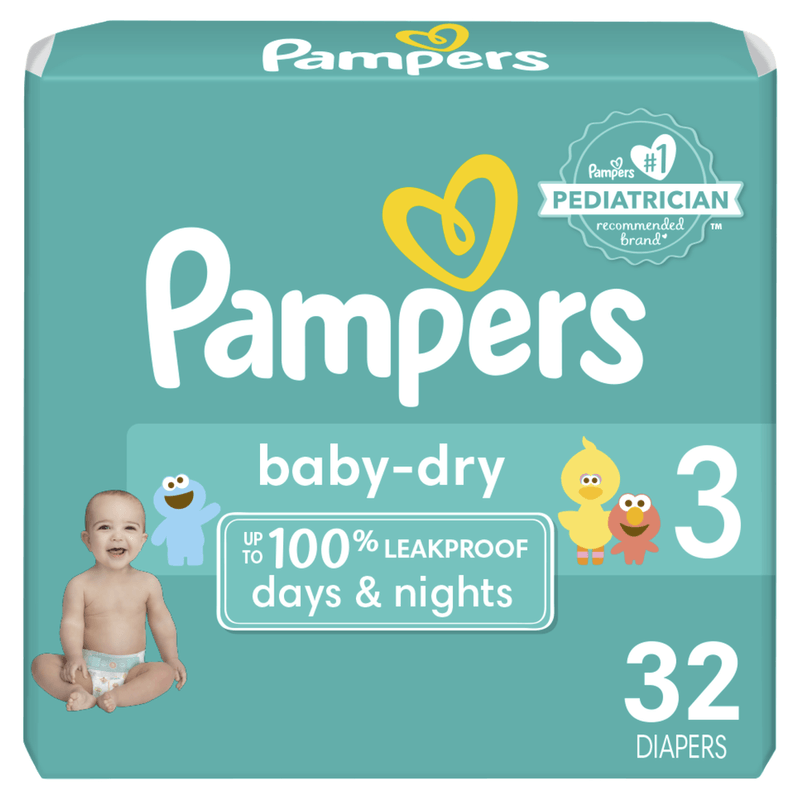 Pampers
Pampers #1
PEDIATRICIAN
recommended
brand
™
Pampers
baby-dry
3
UP TO 100% LEAKPROOF
days & nights
32
DIAPERS